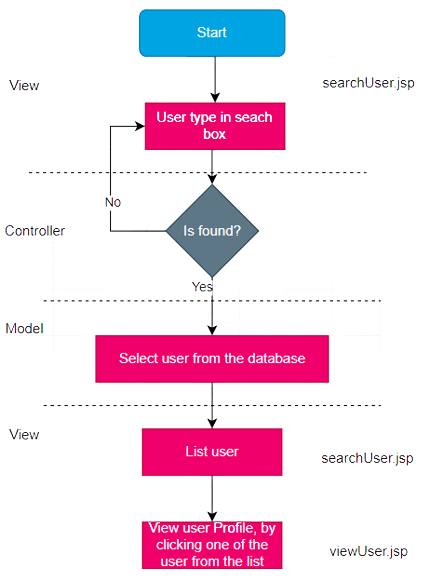 Start
View
searchUser.jsp
User type in seach
box
No
Controller
Is found?
Yes
Model
Select user from the database
View
List user
searchUser.jsp
View user Profile, by
clicking one of the
user from the list
viewUser.jsp